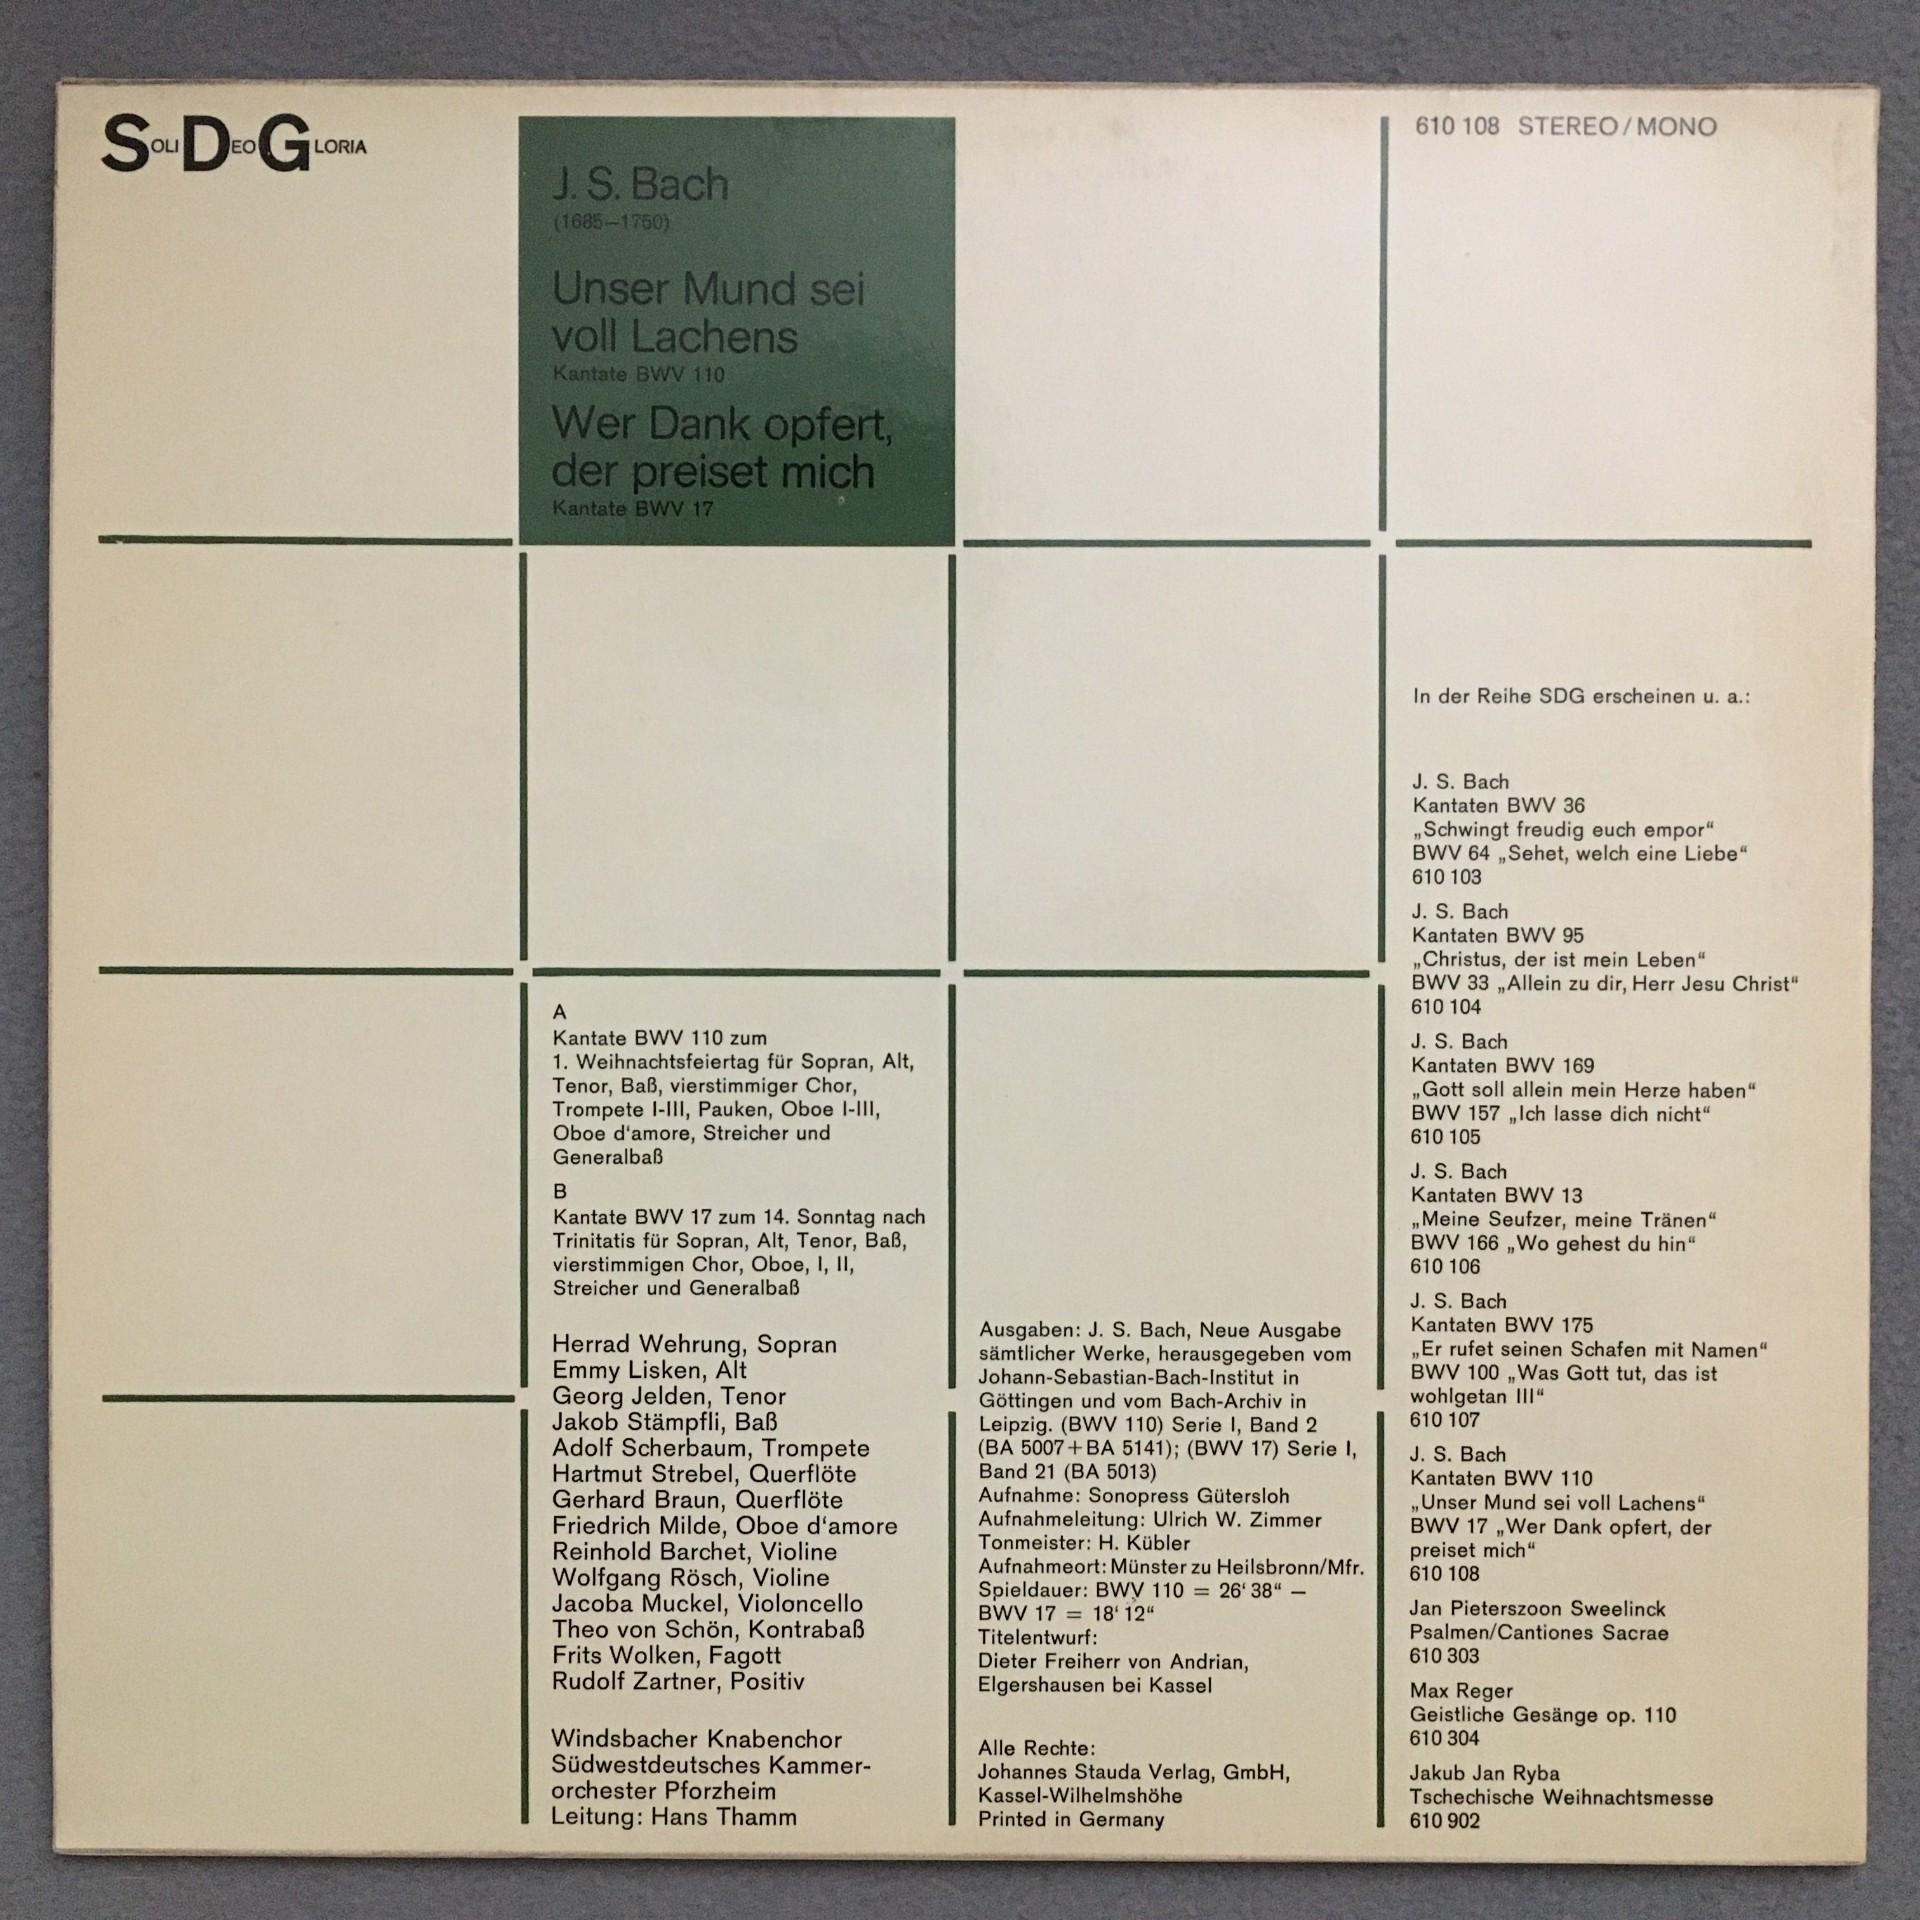 SOLI DEO GLORIA
J. S. Bach
(1685—1750)
Unser Mund sei
voll Lachens
Kantate BWV 110
Wer Dank opfert,
der preiset mich
Kantate BWV 17
610 108 STEREO/MONO
A
Kantate BWV 110 zum
1. Weihnachtsfeiertag für Sopran, Alt,
Tenor, Baß, vierstimmiger Chor,
Trompete I-III, Pauken, Oboe I-III,
Oboe d'amore, Streicher und
Generalbaß
B
Kantate BWV 17 zum 14. Sonntag nach
Trinitatis für Sopran, Alt, Tenor, Baß,
vierstimmigen Chor, Oboe, I, II,
Streicher und Generalbaß
Herrad Wehrung, Sopran
Emmy Lisken, Alt
Georg Jelden, Tenor
Jakob Stämpfli, Baß
Adolf Scherbaum, Trompete
Hartmut Strebel, Querflöte
Gerhard Braun, Querflöte
Friedrich Milde, Oboe d'amore
Reinhold Barchet, Violine
Wolfgang Rösch, Violine
Jacoba Muckel, Violoncello
Theo von Schön, Kontrabaß
Frits Wolken, Fagott
Rudolf Zartner, Positiv
Windsbacher Knabenchor
Südwestdeutsches Kammer-
orchester Pforzheim
Leitung: Hans Thamm
Ausgaben: J. S. Bach, Neue Ausgabe
sämtlicher Werke, herausgegeben vom
Johann-Sebastian-Bach-Institut in
Göttingen und vom Bach-Archiv in
Leipzig. (BWV 110) Serie I, Band 2
(BA 5007+BA 5141); (BWV 17) Serie I,
Band 21 (BA 5013)
Aufnahme: Sonopress Gütersloh
Aufnahmeleitung: Ulrich W. Zimmer
Tonmeister: H. Kübler
Aufnahmeort: Münster zu Heilsbronn/Mfr.
Spieldauer: BWV 110 = 26' 38" —
BWV 17 = 18' 12"
Titelentwurf:
Dieter Freiherr von Andrian,
Elgershausen bei Kassel
Alle Rechte:
Johannes Stauda Verlag, GmbH,
Kassel-Wilhelmshöhe
Printed in Germany
In der Reihe SDG erscheinen u. a.:
J. S. Bach
Kantaten BWV 36
„Schwingt freudig euch empor“
BWV 64 „Sehet, welch eine Liebe“
610 103
J. S. Bach
Kantaten BWV 95
„Christus, der ist mein Leben“
BWV 33 „Allein zu dir, Herr Jesu Christ“
610 104
J. S. Bach
Kantaten BWV 169
„Gott soll allein mein Herze haben“
BWV 157 „Ich lasse dich nicht“
610 105
J. S. Bach
Kantaten BWV 13
„Meine Seufzer, meine Tränen“
BWV 166 „Wo gehest du hin“
610 106
J. S. Bach
Kantaten BWV 175
„Er rufet seinen Schafen mit Namen“
BWV 100 „Was Gott tut, das ist
wohlgetan III“
610 107
J. S. Bach
Kantaten BWV 110
„Unser Mund sei voll Lachens“
BWV 17 „Wer Dank opfert, der
preiset mich“
610 108
Jan Pieterszoon Sweelinck
Psalmen/Cantiones Sacrae
610 303
Max Reger
Geistliche Gesänge op. 110
610 304
Jakub Jan Ryba
Tschechische Weihnachtsmesse
610 902